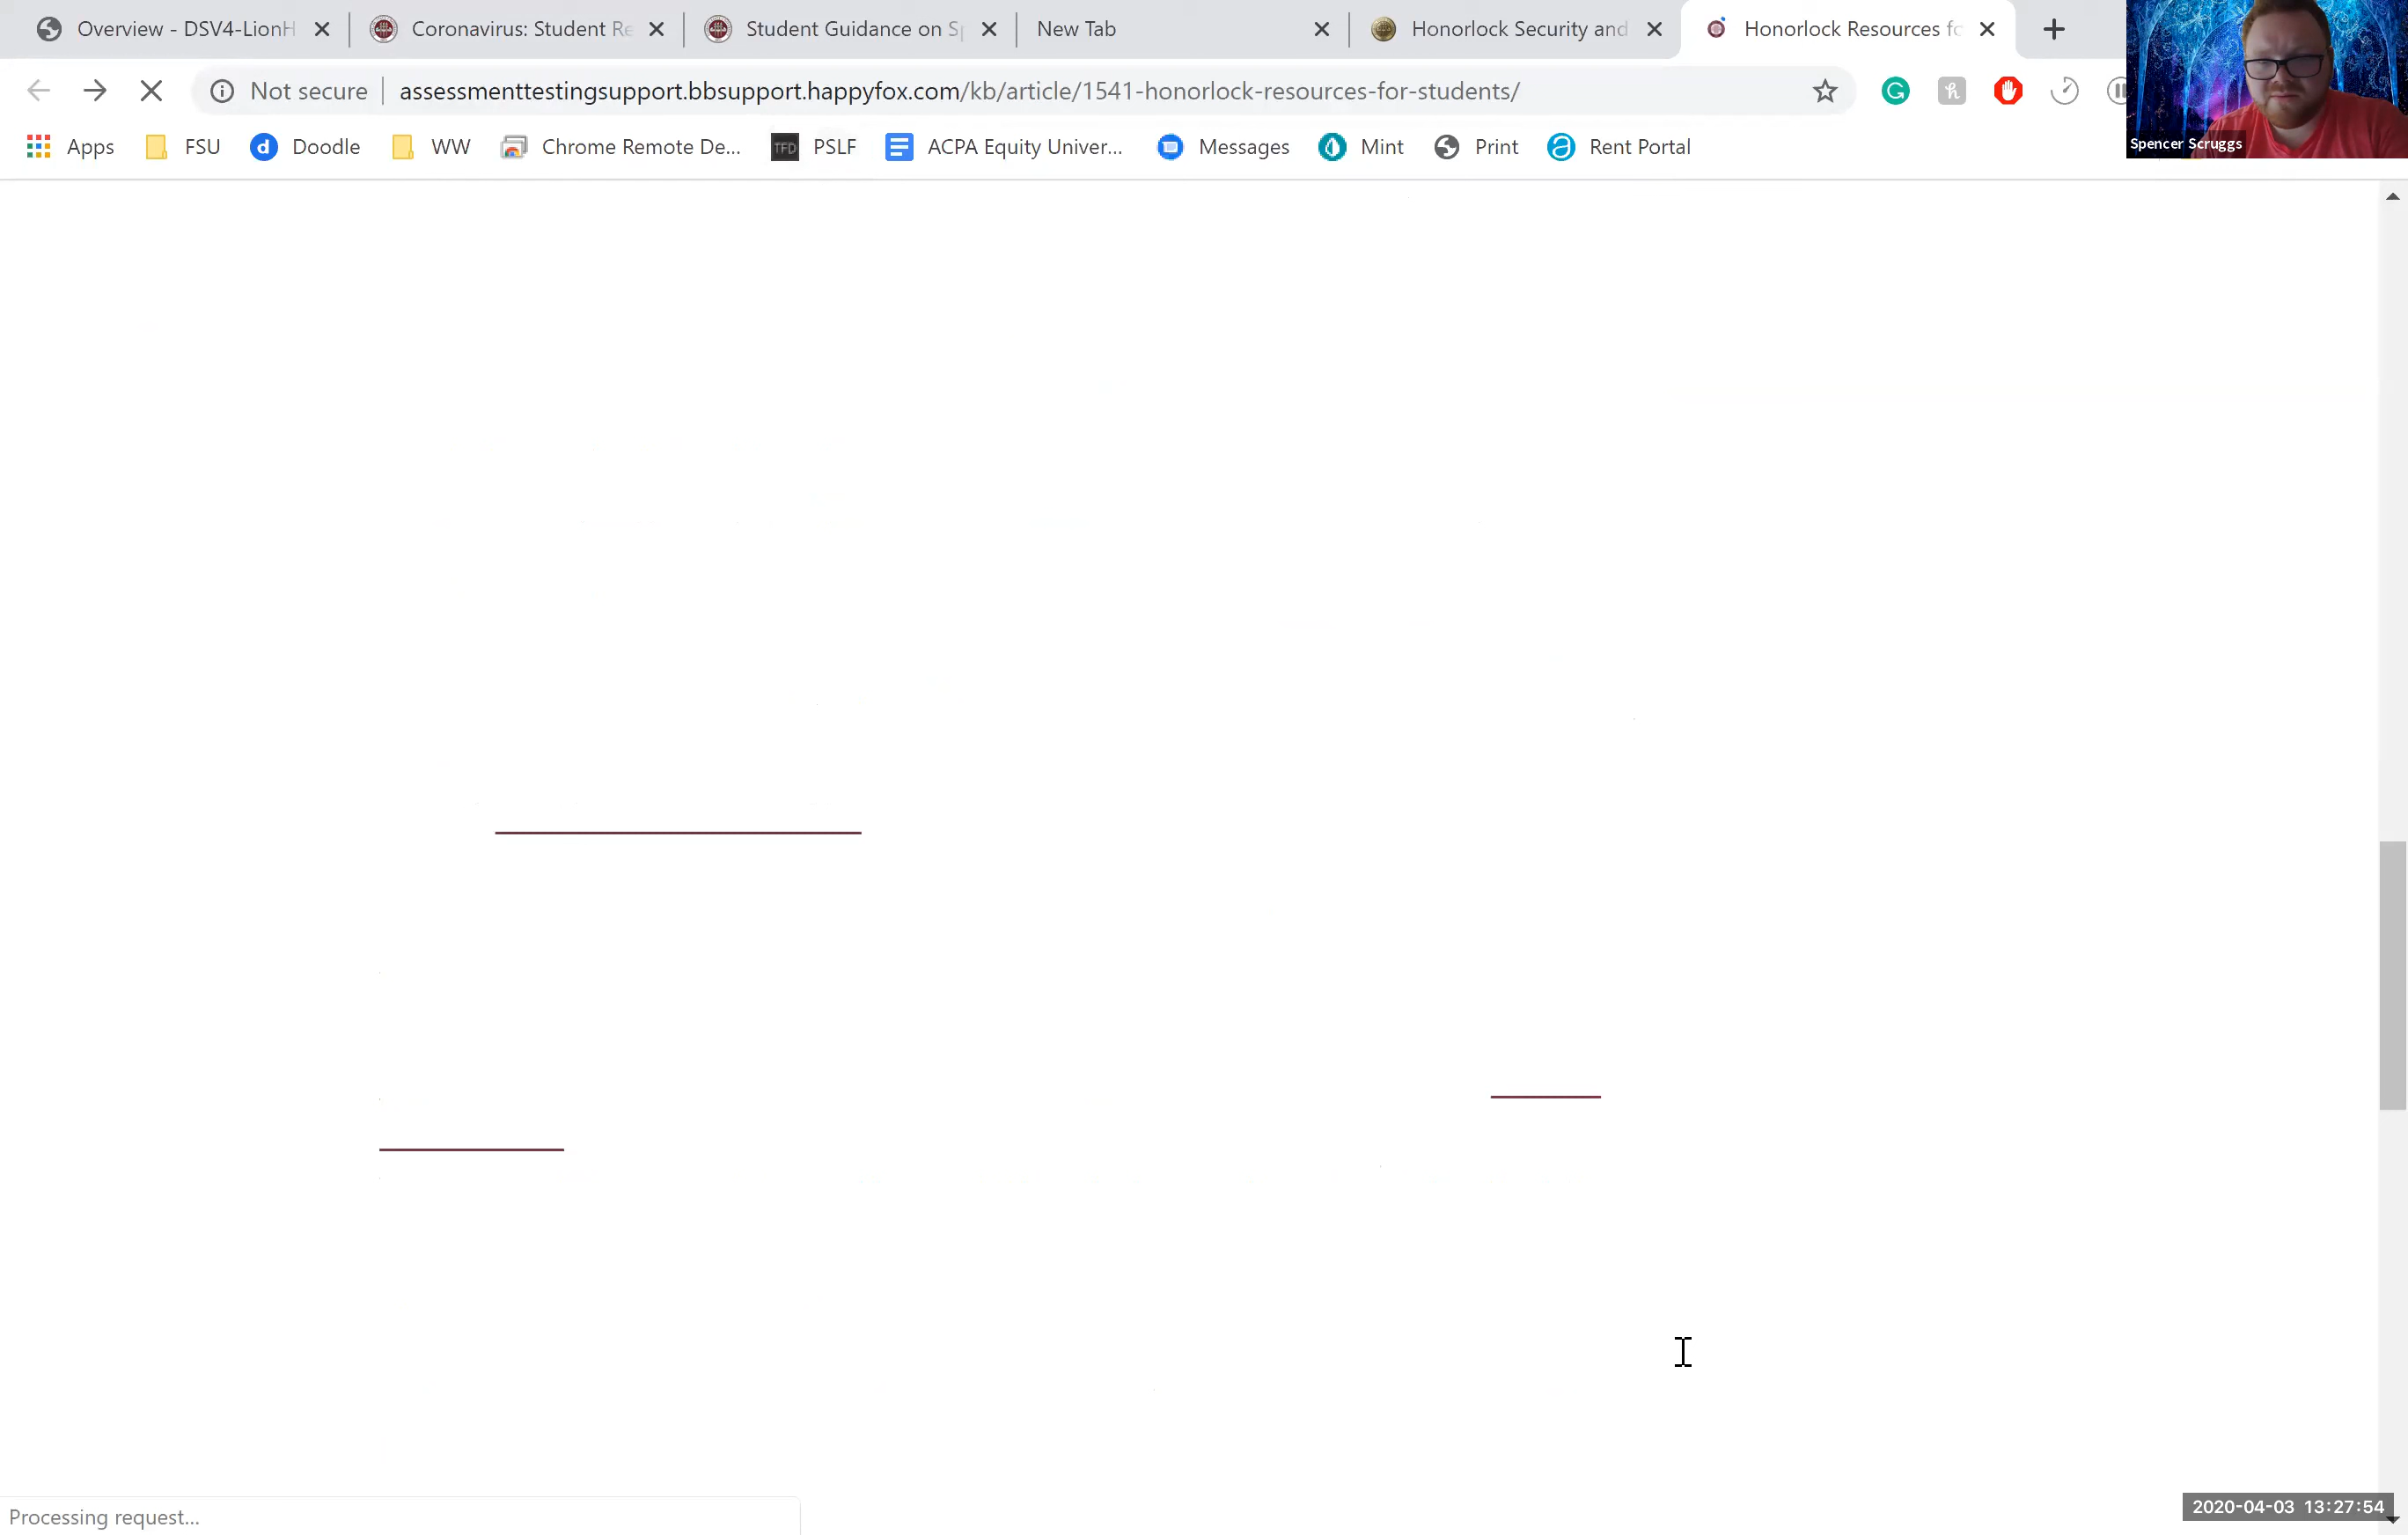 Overview - DSV4-LionH
Coronavirus: Student Re
Student Guidance on Sp
New Tab
Honorlock Security and
Honorlock Resources fo
Not secure
assessmenttestingsupport.bbsupport.happyfox.com/kb/article/1541-honorlock-resources-for-students/
Apps
FSU
Doodle
WW
Chrome Remote De...
TFD
PSLF
ACPA Equity Univer...
Messages
Mint
Print
Rent Portal
Spencer Scruggs
Processing request...
2020-04-03 13:27:54